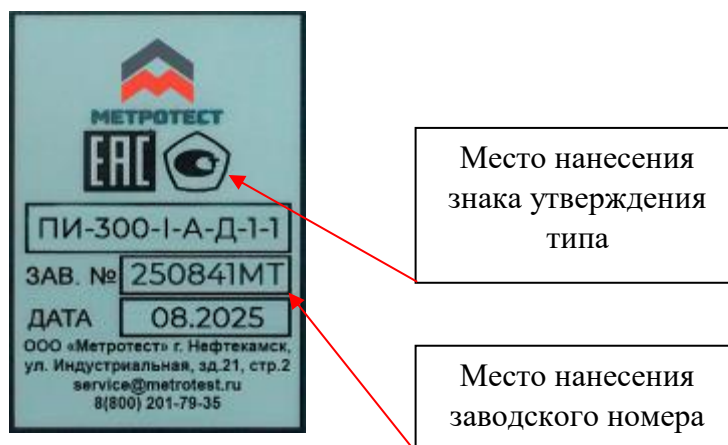 МЕТРОТЕСТ
ЕАС
ПИ-300-I-А-Д-1-1
ЗАВ. № 250841МТ
ДАТА 08.2025
ООО «Метротест» г. Нефтекамск,
ул. Индустриальная, зд.21, стр.2
service@metrotest.ru
8(800) 201-79-35
Место нанесения
знака утверждения
типа
Место нанесения
заводского номера